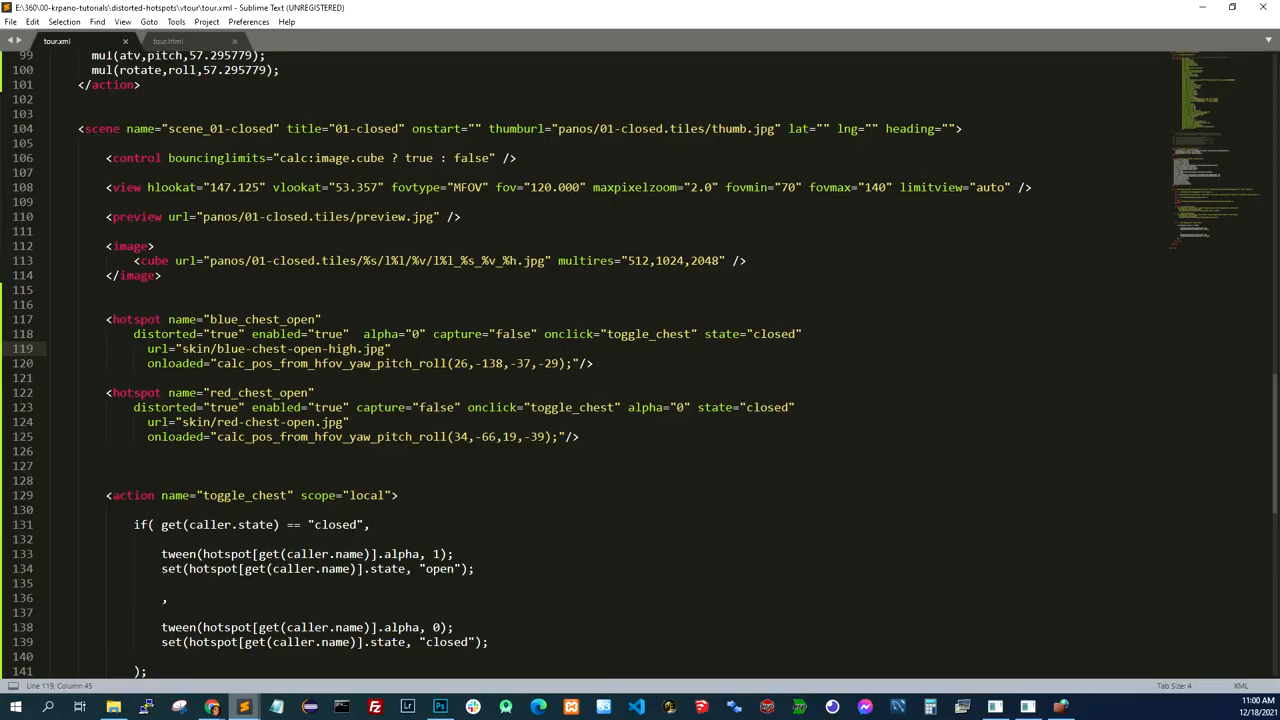 E:\360\00-krpano-tutorials\distorted-hotspots\vtour\tour.xml - Sublime Text (UNREGISTERED)
File Edit Selection Find View Goto Tools Project Preferences Help
tour.xml tour.html
99 mul(atv,pitch,57.295779);
100 mul(rotate,roll,57.295779);
101 </action>
102
103
104 <scene name="scene_01-closed" title="01-closed" onstart="" thumburl="panos/01-closed.tiles/thumb.jpg" lat="" lng="" heading="">
105
106 <control bouncinglimits="calc:image.cube ? true : false" />
107
108 <view hlookat="147.125" vlookat="53.357" fovtype="MFOV" fov="120.000" maxpixelzoom="2.0" fovmin="70" fovmax="140" limitview="auto" />
109
110 <preview url="panos/01-closed.tiles/preview.jpg" />
111
112 <image>
113 <cube url="panos/01-closed.tiles/%s/l%l/%v/l%l_%s_%v_%h.jpg" multires="512,1024,2048" />
114 </image>
115
116
117 <hotspot name="blue_chest_open"
118 distorted="true" enabled="true"  alpha="0" capture="false" onclick="toggle_chest" state="closed"
119 url="skin/blue-chest-open-high.jpg"
120 onloaded="calc_pos_from_hfov_yaw_pitch_roll(26,-138,-37,-29);"/>
121
122 <hotspot name="red_chest_open"
123 distorted="true" enabled="true" capture="false" onclick="toggle_chest" alpha="0" state="closed"
124 url="skin/red-chest-open.jpg"
125 onloaded="calc_pos_from_hfov_yaw_pitch_roll(34,-66,19,-39);"/>
126
127
128
129 <action name="toggle_chest" scope="local">
130
131 if( get(caller.state) == "closed",
132
133 tween(hotspot[get(caller.name)].alpha, 1);
134 set(hotspot[get(caller.name)].state, "open");
135
136 ,
137
138 tween(hotspot[get(caller.name)].alpha, 0);
139 set(hotspot[get(caller.name)].state, "closed");
140
141 );
Line 119, Column 45 Tab Size: 4 XML
11:00 AM
12/18/2021